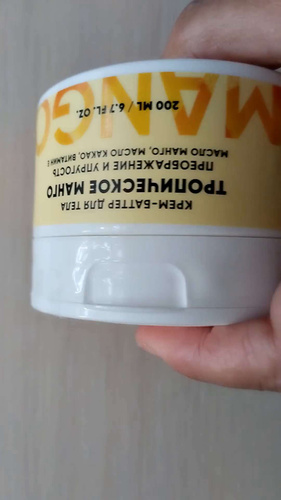 КРЕМ-БАТТЕР ДЛЯ ТЕЛА
ТРОПИЧЕСКОЕ МАНГО
ПРЕОБРАЖЕНИЕ И УПРУГОСТЬ
МАСЛО МАНГО, МАСЛО КАКАО, ВИТАМИН
200 ML / 6.7 FL. OZ.
MANGO